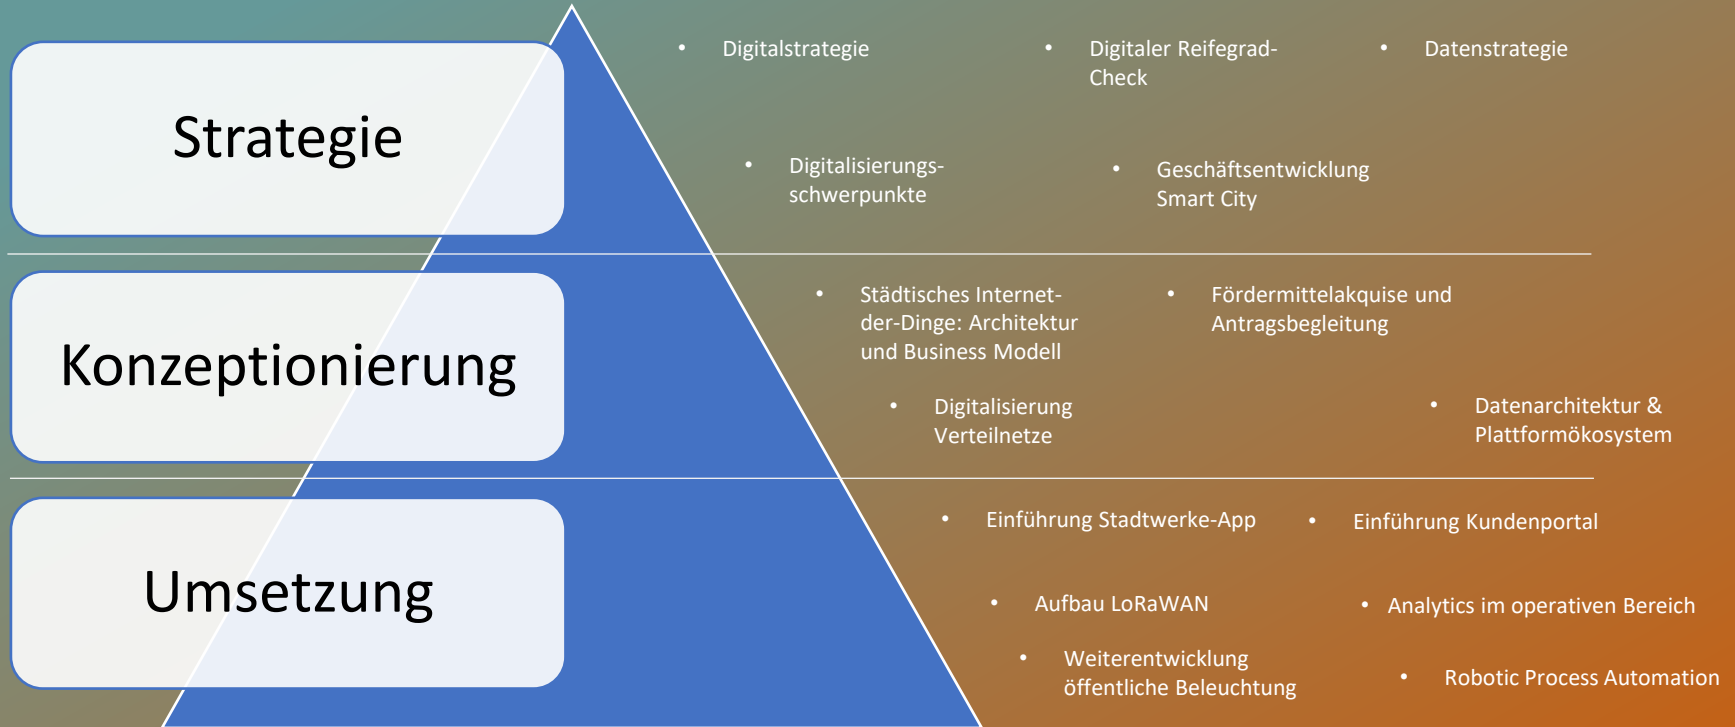 Strategie
• Digitalstrategie
• Digitaler Reifegrad-
Check
• Datenstrategie
• Digitalisierungs-
schwerpunkte
• Geschäftsentwicklung
Smart City
Konzeptionierung
• Städtisches Internet-
der-Dinge: Architektur
und Business Modell
• Fördermittelakquise und
Antragsbegleitung
• Digitalisierung
Verteilnetze
• Datenarchitektur &
Plattformökosystem
Umsetzung
• Einführung Stadtwerke-App
• Einführung Kundenportal
• Aufbau LoRaWAN
• Analytics im operativen Bereich
• Weiterentwicklung
öffentliche Beleuchtung
• Robotic Process Automation